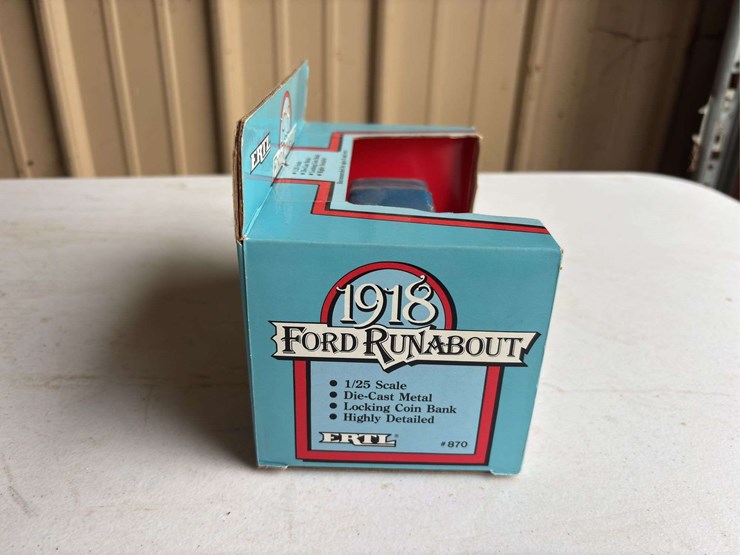 ERTL
1918
FORD RUNABOUT
● 1/25 Scale
● Die-Cast Metal
● Locking Coin Bank
● Highly Detailed
ERTL®
#870